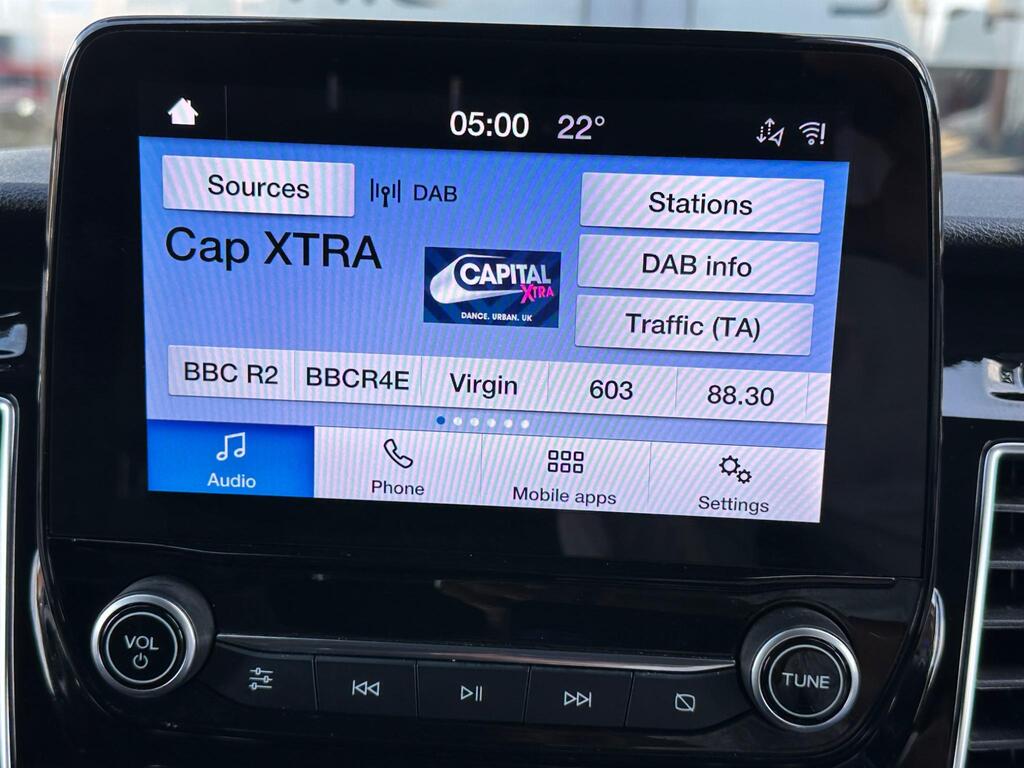 05:00 22°
Sources
DAB
Stations
Cap XTRA
CAPITAL
XTRA
DANCE. URBAN. UK
DAB info
Traffic (TA)
BBC R2
BBCR4E
Virgin
603
88.30
Audio
Phone
Mobile apps
Settings
VOL
TUNE